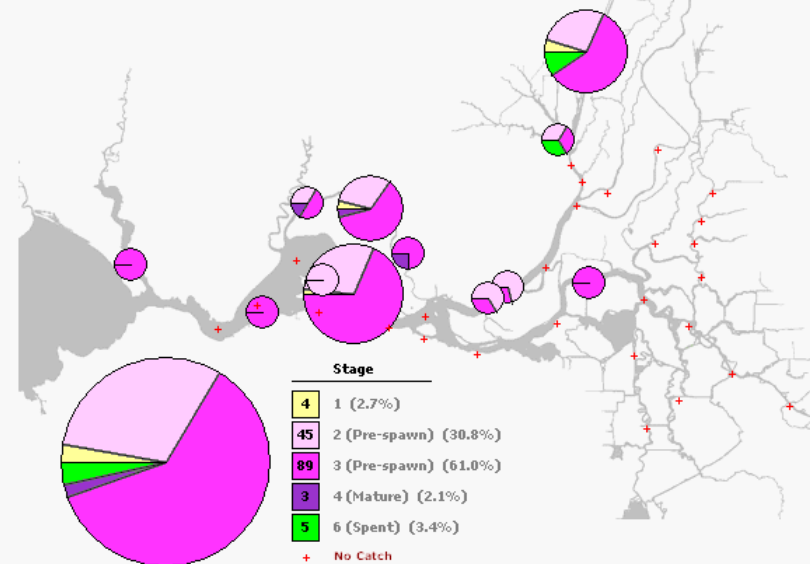 Stage
4 1 (2.7%)
45 2 (Pre-spawn) (30.8%)
89 3 (Pre-spawn) (61.0%)
3 4 (Mature) (2.1%)
5 6 (Spent) (3.4%)
+ No Catch